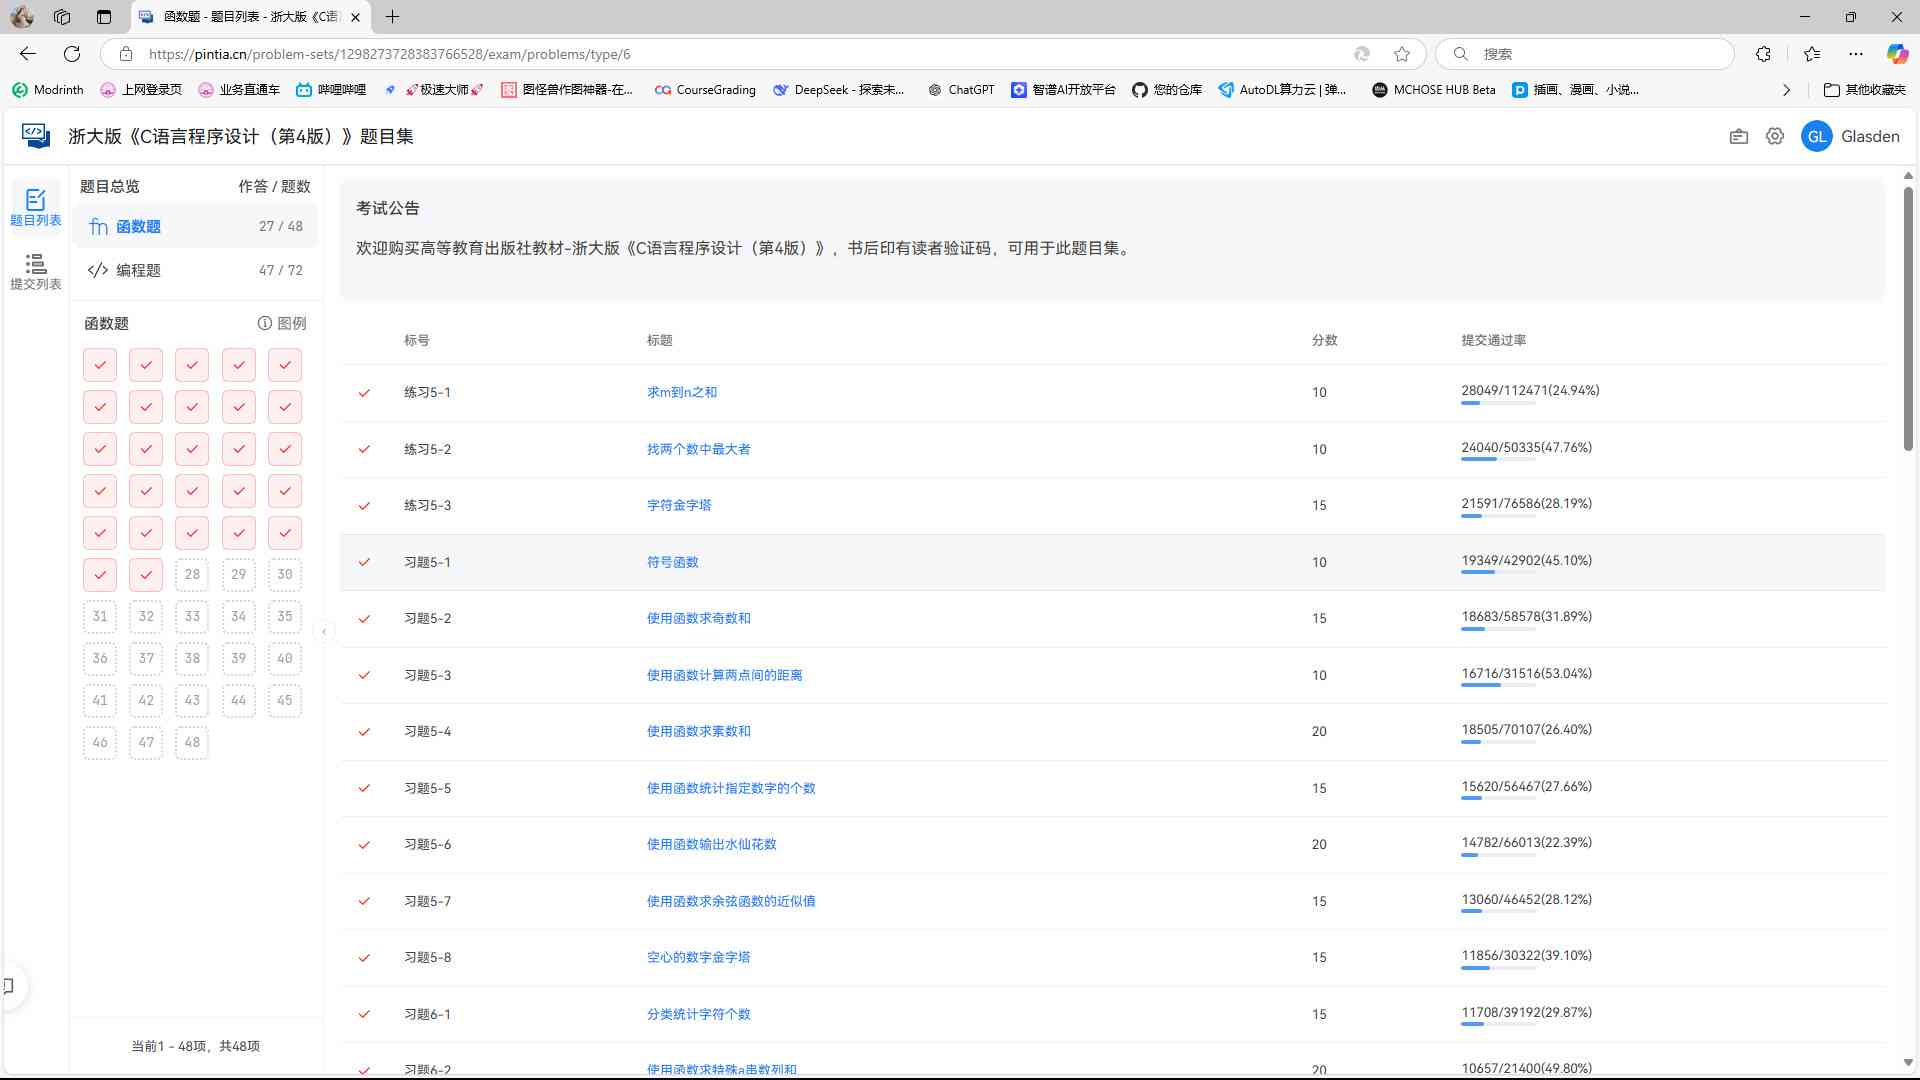 函数题 - 题目列表 - 浙大版《C语
https://pintia.cn/problem-sets/1298273728383766528/exam/problems/type/6
搜索
Modrinth
上网登录页
业务直通车
哔哩哔哩
🚀极速大师🚀
图怪兽作图神器-在...
CourseGrading
DeepSeek - 探索未...
ChatGPT
智谱AI开放平台
您的仓库
AutoDL算力云 | 弹...
MCHOSE HUB Beta
插画、漫画、小说...
其他收藏夹
浙大版《C语言程序设计（第4版）》题目集
GL Glasden
题目列表
提交列表
题目总览 作答 / 题数
函数题 27 / 48
编程题 47 / 72
函数题 图例
28 29 30
31 32 33 34 35
36 37 38 39 40
41 42 43 44 45
46 47 48
当前1 - 48项，共48项
考试公告
欢迎购买高等教育出版社教材-浙大版《C语言程序设计（第4版）》，书后印有读者验证码，可用于此题目集。
标号 标题 分数 提交通过率
练习5-1 求m到n之和 10 28049/112471(24.94%)
练习5-2 找两个数中最大者 10 24040/50335(47.76%)
练习5-3 字符金字塔 15 21591/76586(28.19%)
习题5-1 符号函数 10 19349/42902(45.10%)
习题5-2 使用函数求奇数和 15 18683/58578(31.89%)
习题5-3 使用函数计算两点间的距离 10 16716/31516(53.04%)
习题5-4 使用函数求素数和 20 18505/70107(26.40%)
习题5-5 使用函数统计指定数字的个数 15 15620/56467(27.66%)
习题5-6 使用函数输出水仙花数 20 14782/66013(22.39%)
习题5-7 使用函数求余弦函数的近似值 15 13060/46452(28.12%)
习题5-8 空心的数字金字塔 15 11856/30322(39.10%)
习题6-1 分类统计字符个数 15 11708/39192(29.87%)
习题6-2 使用函数求特殊a串数列和 20 10657/21400(49.80%)